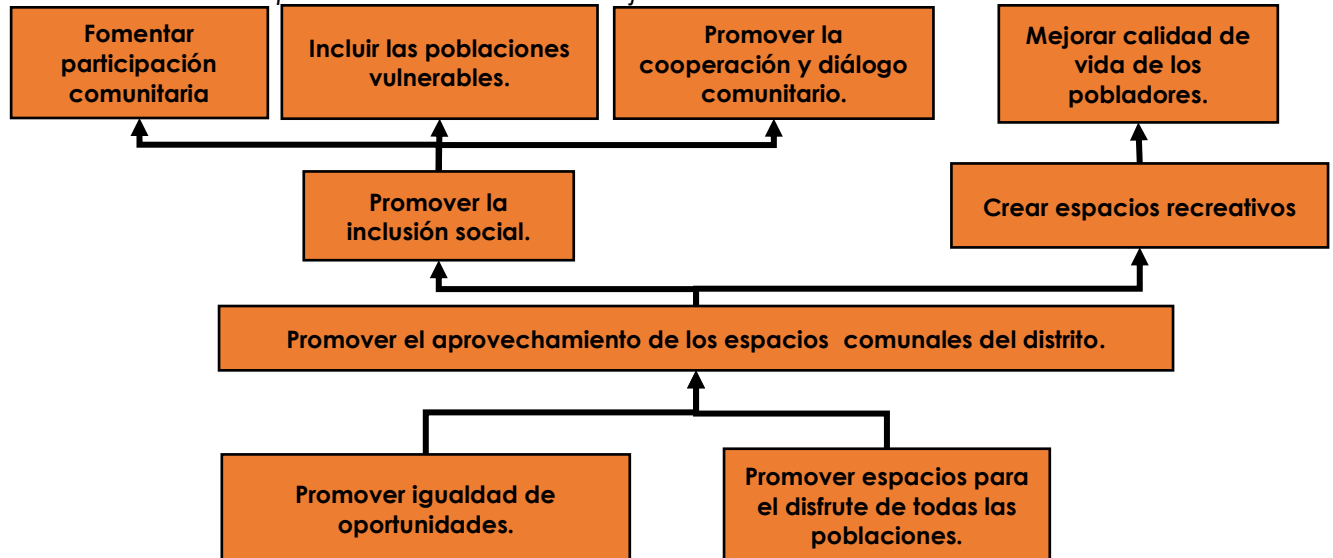 Fomentar
participación
comunitaria
Incluir las poblaciones
vulnerables.
Promover la
cooperación y diálogo
comunitario.
Mejorar calidad de
vida de los
pobladores.
Promover la
inclusión social.
Crear espacios recreativos
Promover el aprovechamiento de los espacios comunales del distrito.
Promover igualdad de
oportunidades.
Promover espacios para
el disfrute de todas las
poblaciones.